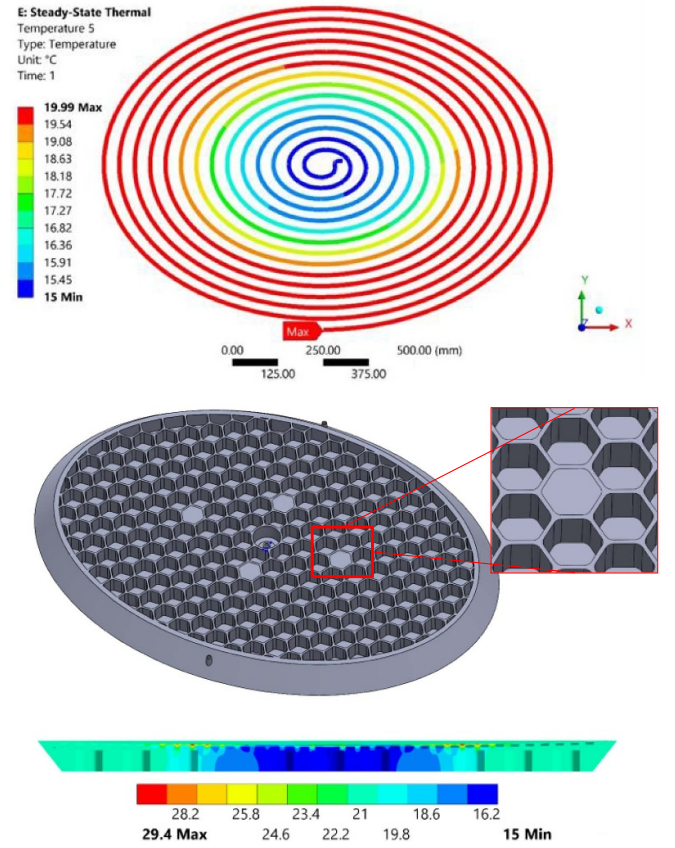 E: Steady-State Thermal
Temperature 5
Type: Temperature
Unit: °C
Time: 1
19.99 Max
19.54
19.08
18.63
18.18
17.72
17.27
16.82
16.36
15.91
15.45
15 Min
Max
Y
Z
X
0.00 250.00 500.00 (mm)
125.00 375.00
28.2 25.8 23.4 21 18.6 16.2
29.4 Max 24.6 22.2 19.8 15 Min